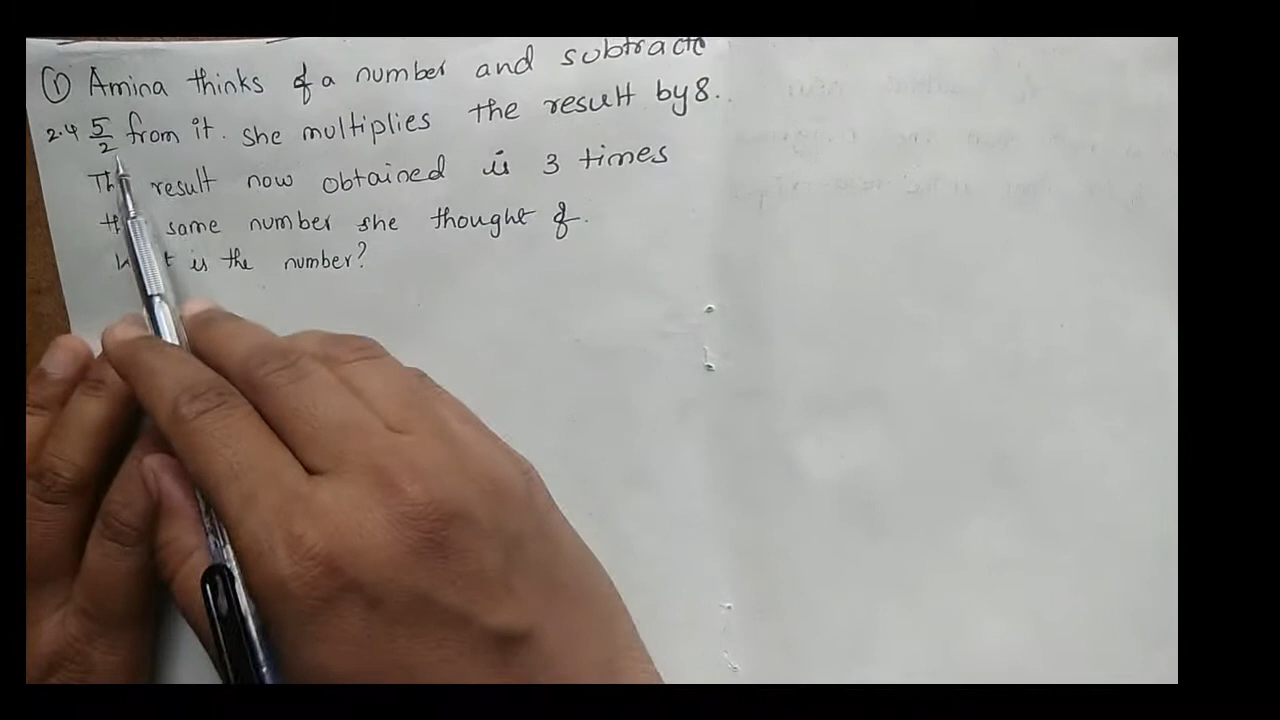 ① Amina thinks of a number and subtracts
2.4 5/2 from it. she multiplies the result by 8.
result now obtained is 3 times
same number she thought of.
is the number?